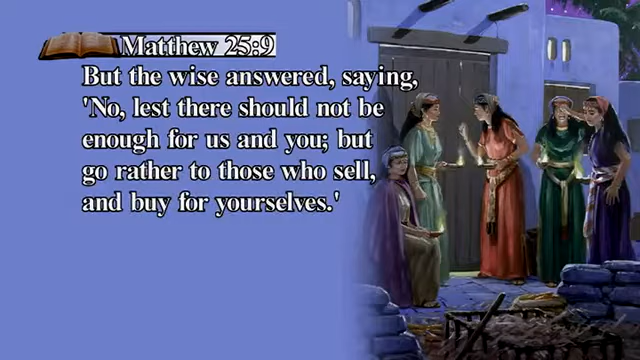 Matthew 25:9
But the wise answered, saying,
'No, lest there should not be
enough for us and you; but
go rather to those who sell,
and buy for yourselves.'